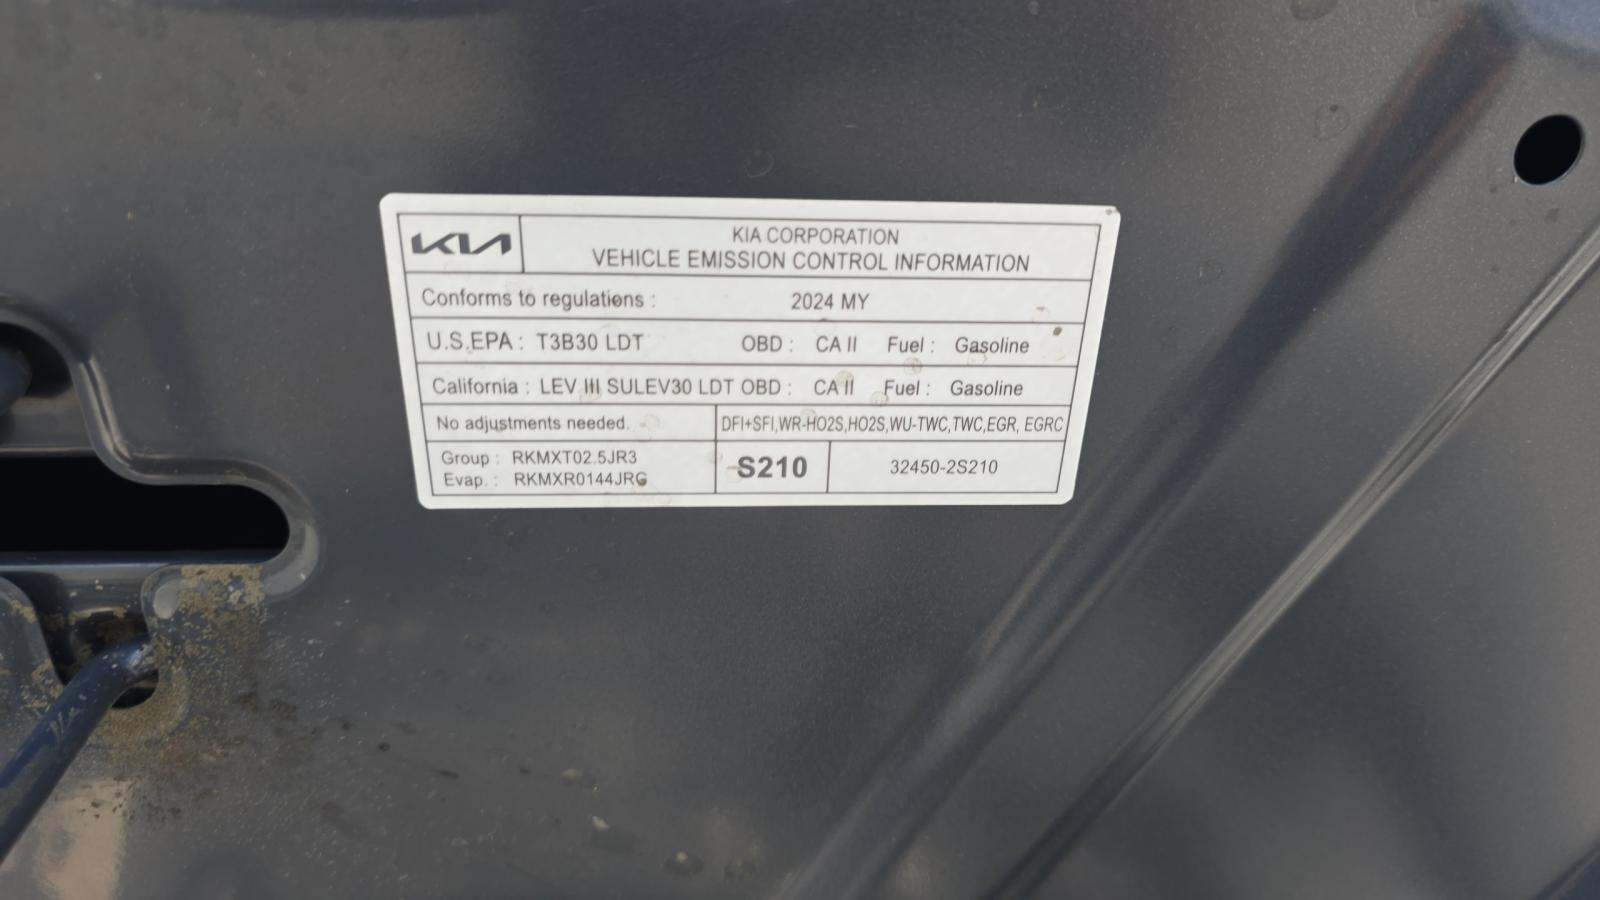 KIA
KIA CORPORATION
VEHICLE EMISSION CONTROL INFORMATION
Conforms to regulations : 2024 MY
U.S.EPA : T3B30 LDT OBD : CA II Fuel : Gasoline
California : LEV III SULEV30 LDT OBD : CA II Fuel : Gasoline
No adjustments needed. DFI+SFI,WR-HO2S,HO2S,WU-TWC,TWC,EGR, EGRC
Group : RKMXT02.5JR3
Evap. : RKMXR0144JRG
S210
32450-2S210